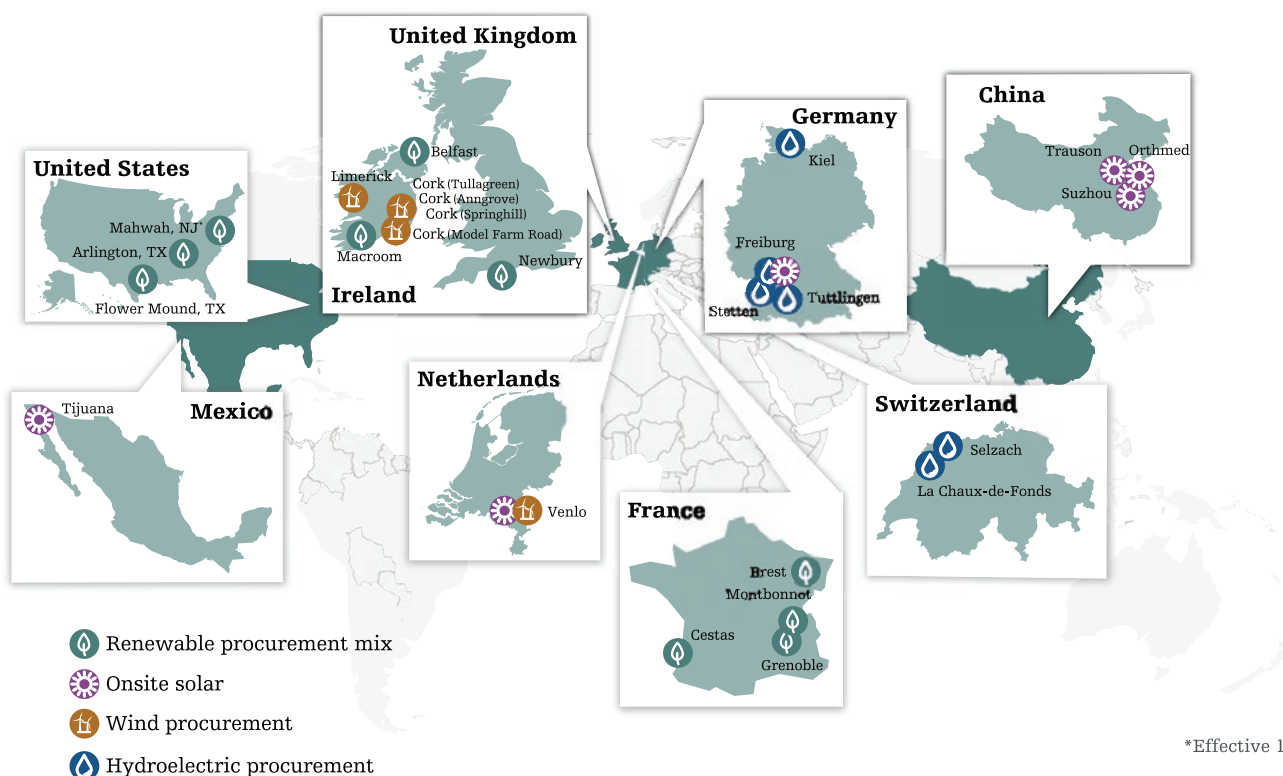 United Kingdom
Belfast
Limerick
Cork (Tullagreen)
Cork (Anngrove)
Cork (Springhill)
Cork (Model Farm Road)
Macroom
Newbury
Ireland
United States
Mahwah, NJ*
Arlington, TX
Flower Mound, TX
Germany
Kiel
Freiburg
Tuttlingen
Stetten
China
Trauson
Orthmed
Suzhou
Mexico
Tijuana
Netherlands
Venlo
Switzerland
Selzach
La Chaux-de-Fonds
France
Brest
Montbonnot
Cestas
Grenoble
Renewable procurement mix
Onsite solar
Wind procurement
Hydroelectric procurement
*Effective 1